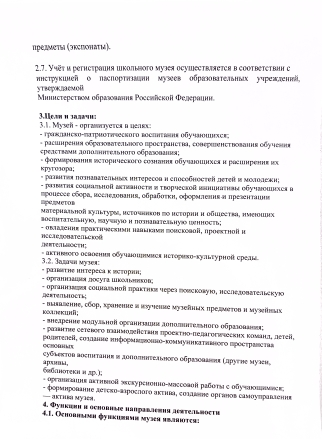 предметы (экспонаты).
2.7. Учёт и регистрация школьного музея осуществляется в соответствии с
инструкцией о паспортизации музеев образовательных учреждений,
утверждаемой
Министерством образования Российской Федерации.
3.Цели и задачи:
3.1. Музей - организуется в целях:
- гражданско-патриотического воспитания обучающихся;
- расширения образовательного пространства, совершенствования обучения
средствами дополнительного образования;
- формирования исторического сознания обучающихся и расширения их
кругозора;
- развития познавательных интересов и способностей детей и молодежи;
- развития социальной активности и творческой инициативы обучающихся в
процессе сбора, исследования, обработки, оформления и презентации
предметов
материальной культуры, источников по истории и общества, имеющих
воспитательную, научную и познавательную ценность;
- овладения практическими навыками поисковой, проектной и
исследовательской
деятельности;
- активного освоения обучающимися историко-культурной среды.
3.2. Задачи музея:
- развитие интереса к истории;
- организация досуга школьников;
- организация социальной практики через поисковую, исследовательскую
деятельность;
- выявление, сбор, хранение и изучение музейных предметов и музейных
коллекций;
- внедрение модульной организации дополнительного образования;
- развитие сетевого взаимодействия проектно-педагогических команд, детей,
родителей, создание информационно-коммуникативного пространства
основных
субъектов воспитания и дополнительного образования (другие музеи,
архивы,
библиотеки и др.);
- организация активной экскурсионно-массовой работы с обучающимися;
- формирование детско-взрослого актива, создание органов самоуправления
— актива музея.
4. Функции и основные направления деятельности
4.1. Основными функциями музея являются: